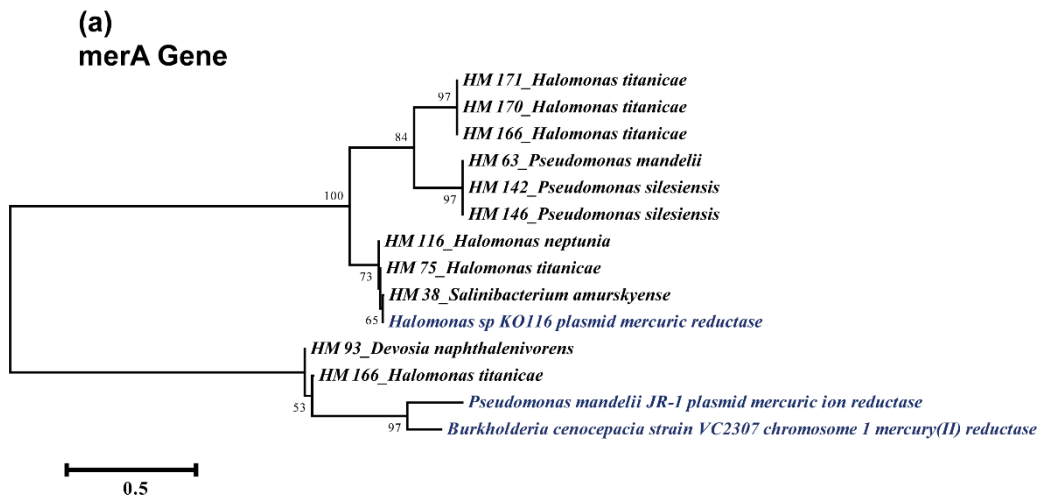 (a)
merA Gene
HM 171_Halomonas titanicae
97
HM 170_Halomonas titanicae
HM 166_Halomonas titanicae
84
HM 63_Pseudomonas mandelii
HM 142_Pseudomonas silesiensis
97
HM 146_Pseudomonas silesiensis
100
HM 116_Halomonas neptunia
HM 75_Halomonas titanicae
73
HM 38_Salinibacterium amurskyense
65
Halomonas sp KO116 plasmid mercuric reductase
HM 93_Devosia naphthalenivorens
HM 166_Halomonas titanicae
53
Pseudomonas mandelii JR-1 plasmid mercuric ion reductase
97
Burkholderia cenocepacia strain VC2307 chromosome 1 mercury(II) reductase
0.5